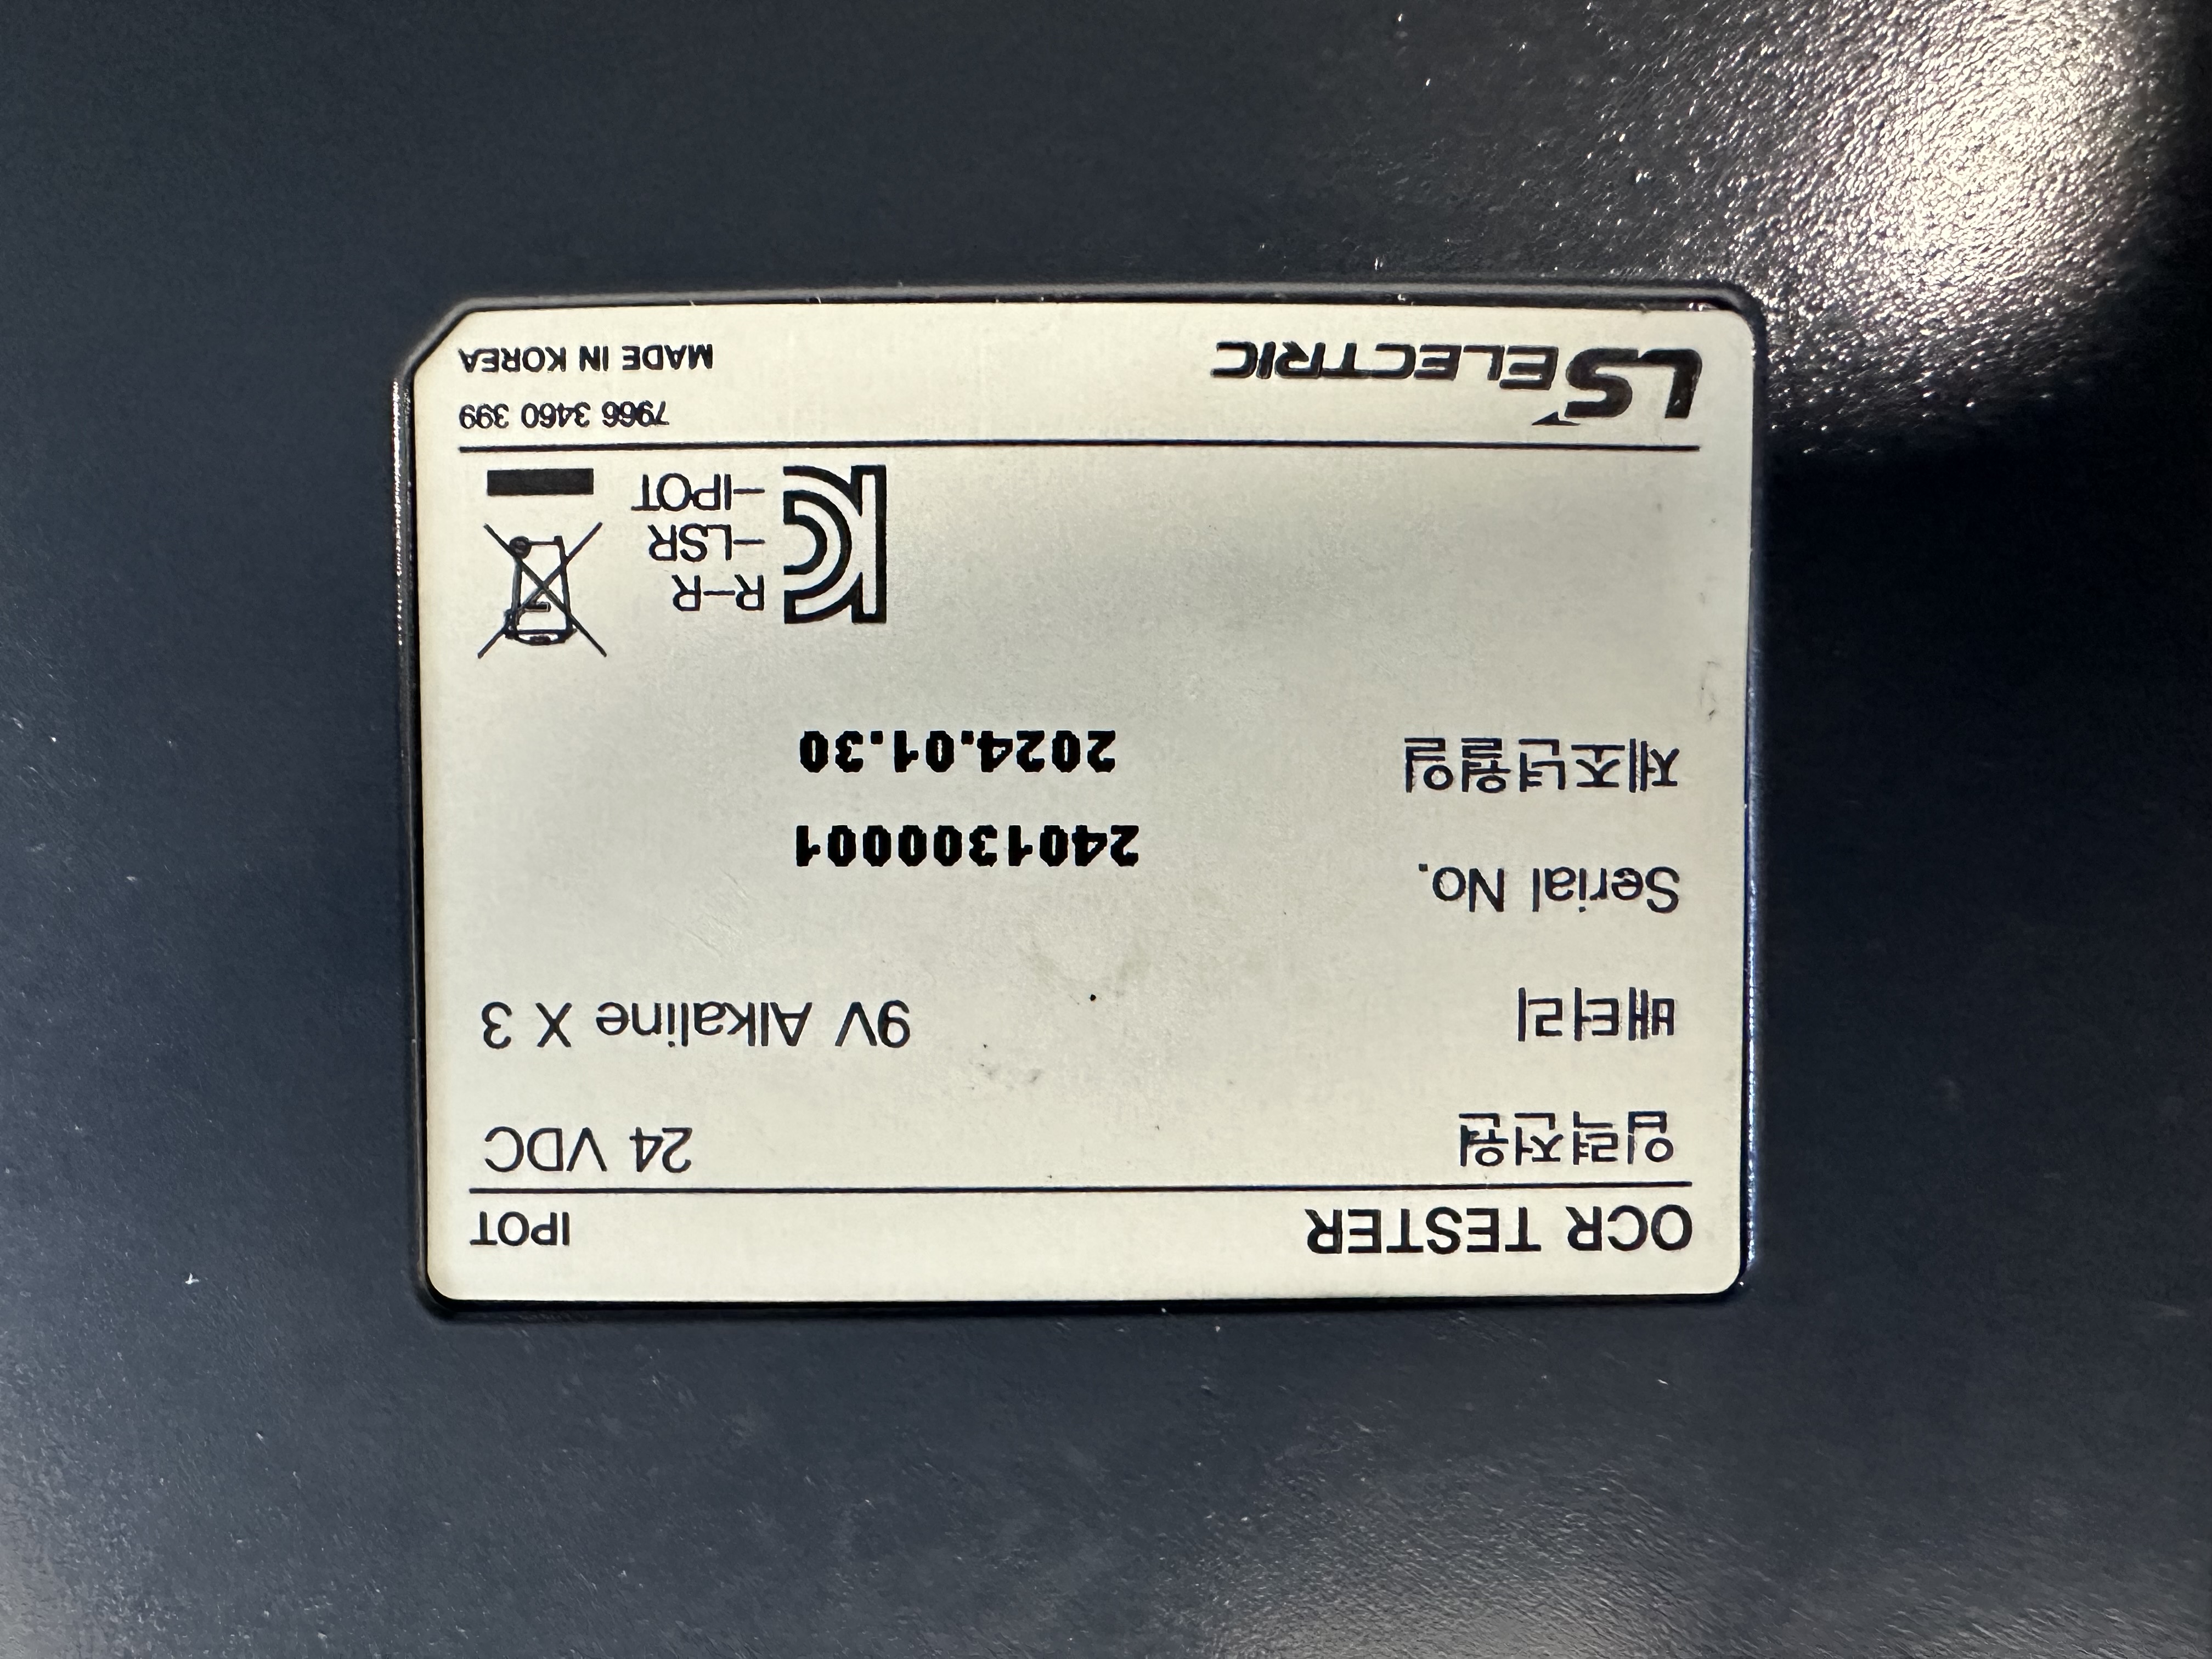 OCR TESTER IPOT
입력전원 24 VDC
배터리 9V Alkaline X 3
Serial No. 2401300001
제조년월일 2024.01.30
R-R
-LSR
-IPOT
7966 3460 399
LS ELECTRIC MADE IN KOREA